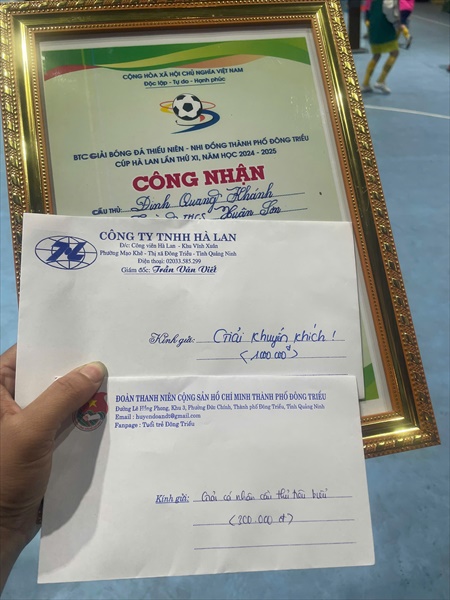 CỘNG HÒA XÃ HỘI CHỦ NGHĨA VIỆT NAM
Độc lập - Tự do - Hạnh phúc
BTC GIẢI BÓNG ĐÁ THIẾU NIÊN - NHI ĐỒNG THÀNH PHỐ ĐÔNG TRIỀU
CÚP HÀ LAN LẦN THỨ XI, NĂM HỌC 2024 - 2025
CÔNG NHẬN
CẦU THỦ: Đinh Quang Khánh
THCS Xuân Sơn
CÔNG TY TNHH HÀ LAN
Đ/c: Công viên Hà Lan - Khu Vĩnh Xuân
Phường Mạo Khê - Thị xã Đông Triều - Tỉnh Quảng Ninh
Điện thoại: 02033.585.299
Giám đốc: Trần Văn Viết
Kính gửi: Giải khuyến khích !
(1.000.000đ)
ĐOÀN THANH NIÊN CỘNG SẢN HỒ CHÍ MINH THÀNH PHỐ ĐÔNG TRIỀU
Đường Lê Hồng Phong, Khu 3, Phường Đức Chính, Thành phố Đông Triều, Tỉnh Quảng Ninh
Email : huyendoandt@gmail.com
Fanpage : Tuổi trẻ Đông Triều
Kính gửi: Giải cá nhân cầu thủ tiêu biểu
(300.000 đ)